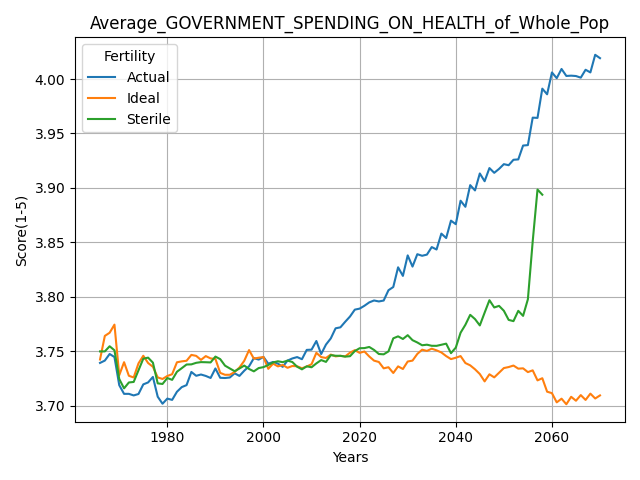 Average_GOVERNMENT_SPENDING_ON_HEALTH_of_Whole_Pop
Fertility
Actual
Ideal
Sterile
Score(1-5)
4.00
3.95
3.90
3.85
3.80
3.75
3.70
1980
2000
2020
2040
2060
Years